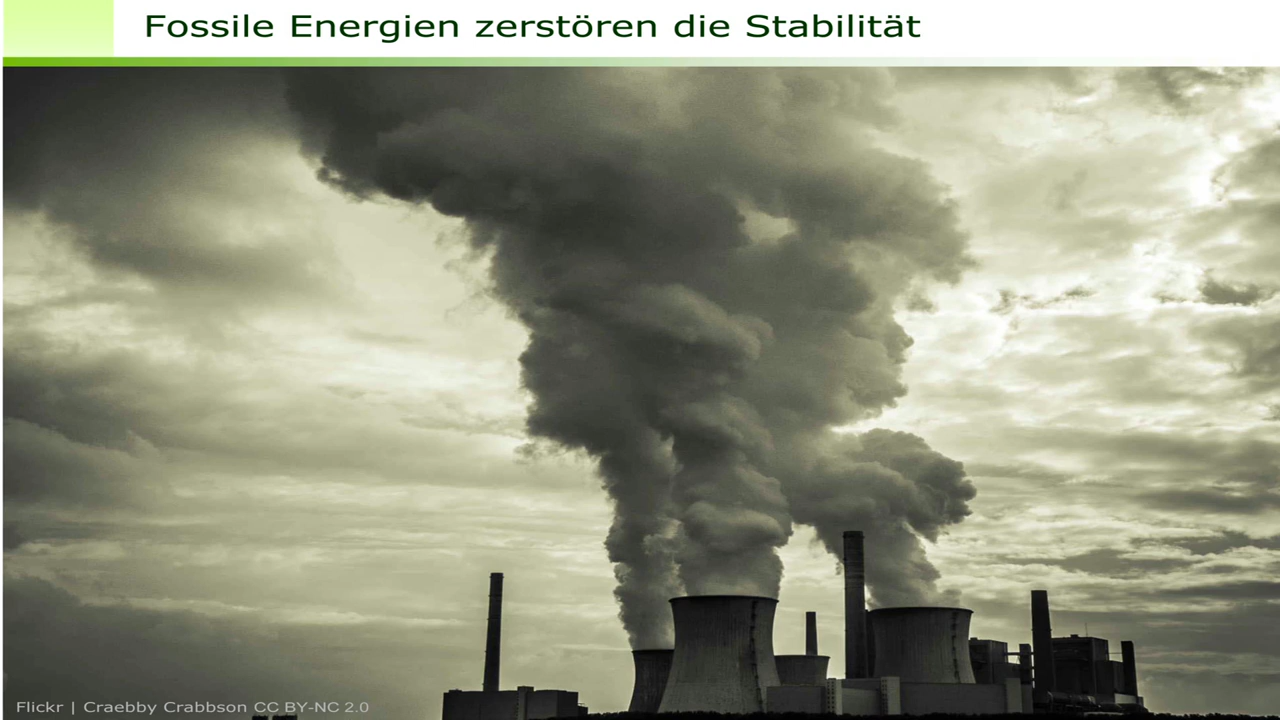 Fossile Energien zerstören die Stabilität
Flickr | Craebby Crabbson CC BY-NC 2.0